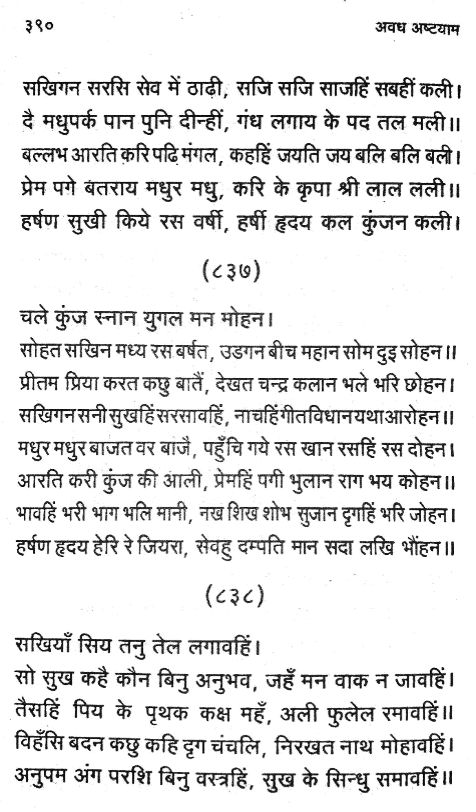 ३९० अवध अष्टयाम
सखिगन सरसि सेव में ठाढ़ी, सजि सजि साजहिं सबहीं कली।
दै मधुपर्क पान पुनि दीन्हीं, गंध लगाय के पद तल मली॥
बल्लभ आरति करि पढ़ि मंगल, कहहिं जयति जय बलि बलि बली।
प्रेम पगे बतराय मधुर मधु, करि के कृपा श्री लाल लली॥
हर्षण सुखी किये रस वर्षी, हर्षी हृदय कल कुंजन कली।
(८३७)
चले कुंज स्नान युगल मन मोहन।
सोहत सखिन मध्य रस बर्षत, उडगन बीच महान सोम दुइ सोहन॥
प्रीतम प्रिया करत कछु बातैं, देखत चन्द्र कलान भले भरि छोहन।
सखिगन सनी सुखहिं सरसावहिं, नाचहिं गीत विधान यथा आरोहन॥
मधुर मधुर बाजत वर बाजै, पहुँचि गये रस खान रसहिं रस दोहन।
आरति करी कुंज की आली, प्रेमहिं पगी भुलान राग भय कोहन॥
भावहिं भरी भाग भलि मानी, नख शिख शोभ सुजान दृगहिं भरि जोहन।
हर्षण हृदय हेरि रे जियरा, सेवहु दम्पति मान सदा लखि भौंहन॥
(८३८)
सखियाँ सिय तनु तेल लगावहिं।
सो सुख कहै कौन बिनु अनुभव, जहँ मन वाक न जावहिं।
तैसहिं पिय के पृथक कक्ष महँ, अली फुलेल रमावहिं॥
विहँसि बदन कछु कहि दृग चंचलि, निरखत नाथ मोहावहिं।
अनुपम अंग परशि बिनु वस्त्रहिं, सुख के सिन्धु समावहिं॥